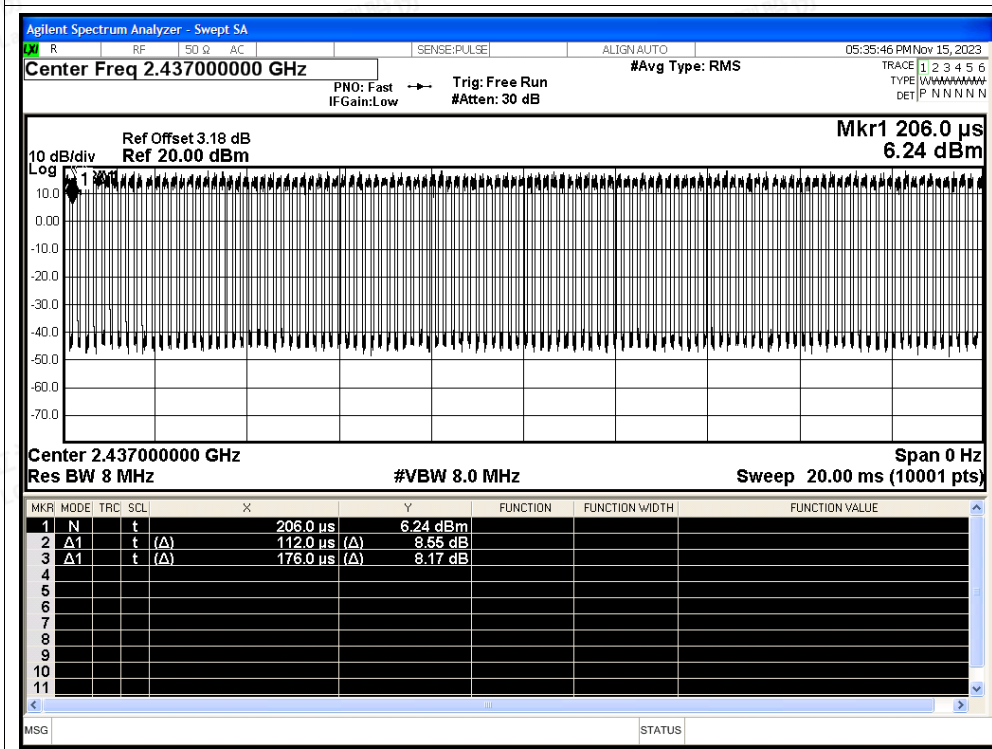 Agilent Spectrum Analyzer - Swept SA
LXI R RF 50 Ω AC SENSE:PULSE ALIGN AUTO 05:35:46 PM Nov 15, 2023
Center Freq 2.437000000 GHz #Avg Type: RMS TRACE 1 2 3 4 5 6
PNO: Fast Trig: Free Run TYPE WWWWWW
IFGain:Low #Atten: 30 dB DET P N N N N N
Mkr1 206.0 µs
Ref Offset 3.18 dB
10 dB/div Ref 20.00 dBm 6.24 dBm
Log
1
10.0
0.00
-10.0
-20.0
-30.0
-40.0
-50.0
-60.0
-70.0
Center 2.437000000 GHz Span 0 Hz
Res BW 8 MHz #VBW 8.0 MHz Sweep 20.00 ms (10001 pts)
MKR MODE TRC SCL X Y FUNCTION FUNCTION WIDTH FUNCTION VALUE
1 N t 206.0 µs 6.24 dBm
2 Δ1 t (Δ) 112.0 µs (Δ) 8.55 dB
3 Δ1 t (Δ) 176.0 µs (Δ) 8.17 dB
4
5
6
7
8
9
10
11
MSG STATUS